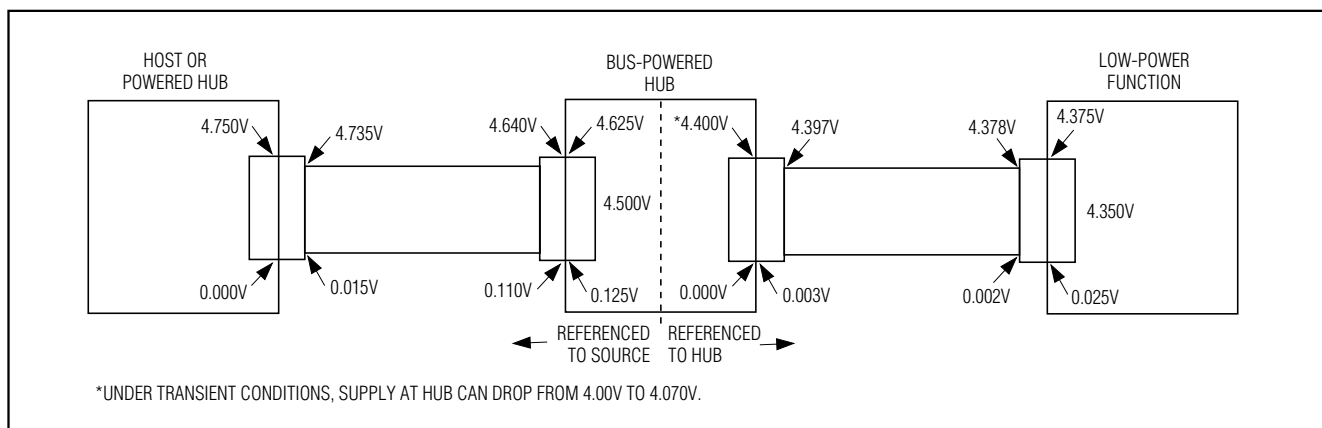 HOST OR
POWERED HUB
BUS-POWERED
HUB
LOW-POWER
FUNCTION
4.750V
4.735V
4.640V
4.625V
*4.400V
4.397V
4.378V
4.375V
4.500V
4.350V
0.000V
0.015V
0.110V
0.125V
0.000V
0.003V
0.002V
0.025V
REFERENCED
TO SOURCE
REFERENCED
TO HUB
*UNDER TRANSIENT CONDITIONS, SUPPLY AT HUB CAN DROP FROM 4.00V TO 4.070V.